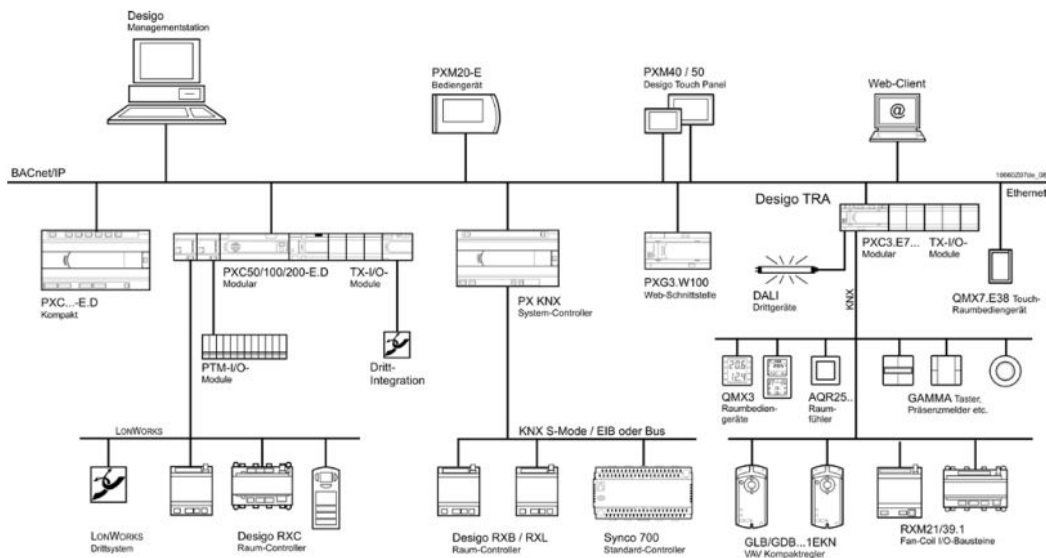 Desigo
Managementstation
PXM20-E
Bediengerät
PXM40 / 50
Desigo Touch Panel
Web-Client
@
BACnet/IP
Ethernet
Desigo TRA
PXC...-E.D
Kompakt
PXC50/100/200-E.D
Modular
TX-I/O-
Module
PX KNX
System-Controller
PXG3.W100
Web-Schnittstelle
DALI
Drittgeräte
KNX
PXC3.E7...
Modular
TX-I/O-
Module
QMX7.E38 Touch-
Raumbediengerät
PTM-I/O-
Module
Dritt-
Integration
QMX3
Raumbedien-
geräte
AQR25..
Raum-
fühler
GAMMA Taster,
Präsenzmelder etc.
LONWORKS
KNX S-Mode / EIB oder Bus
LONWORKS
Drittsystem
Desigo RXC
Raum-Controller
Desigo RXB / RXL
Raum-Controller
Synco 700
Standard-Controller
GLB/GDB...1EKN
VAV Kompaktregler
RXM21/39.1
Fan-Coil I/O-Bausteine